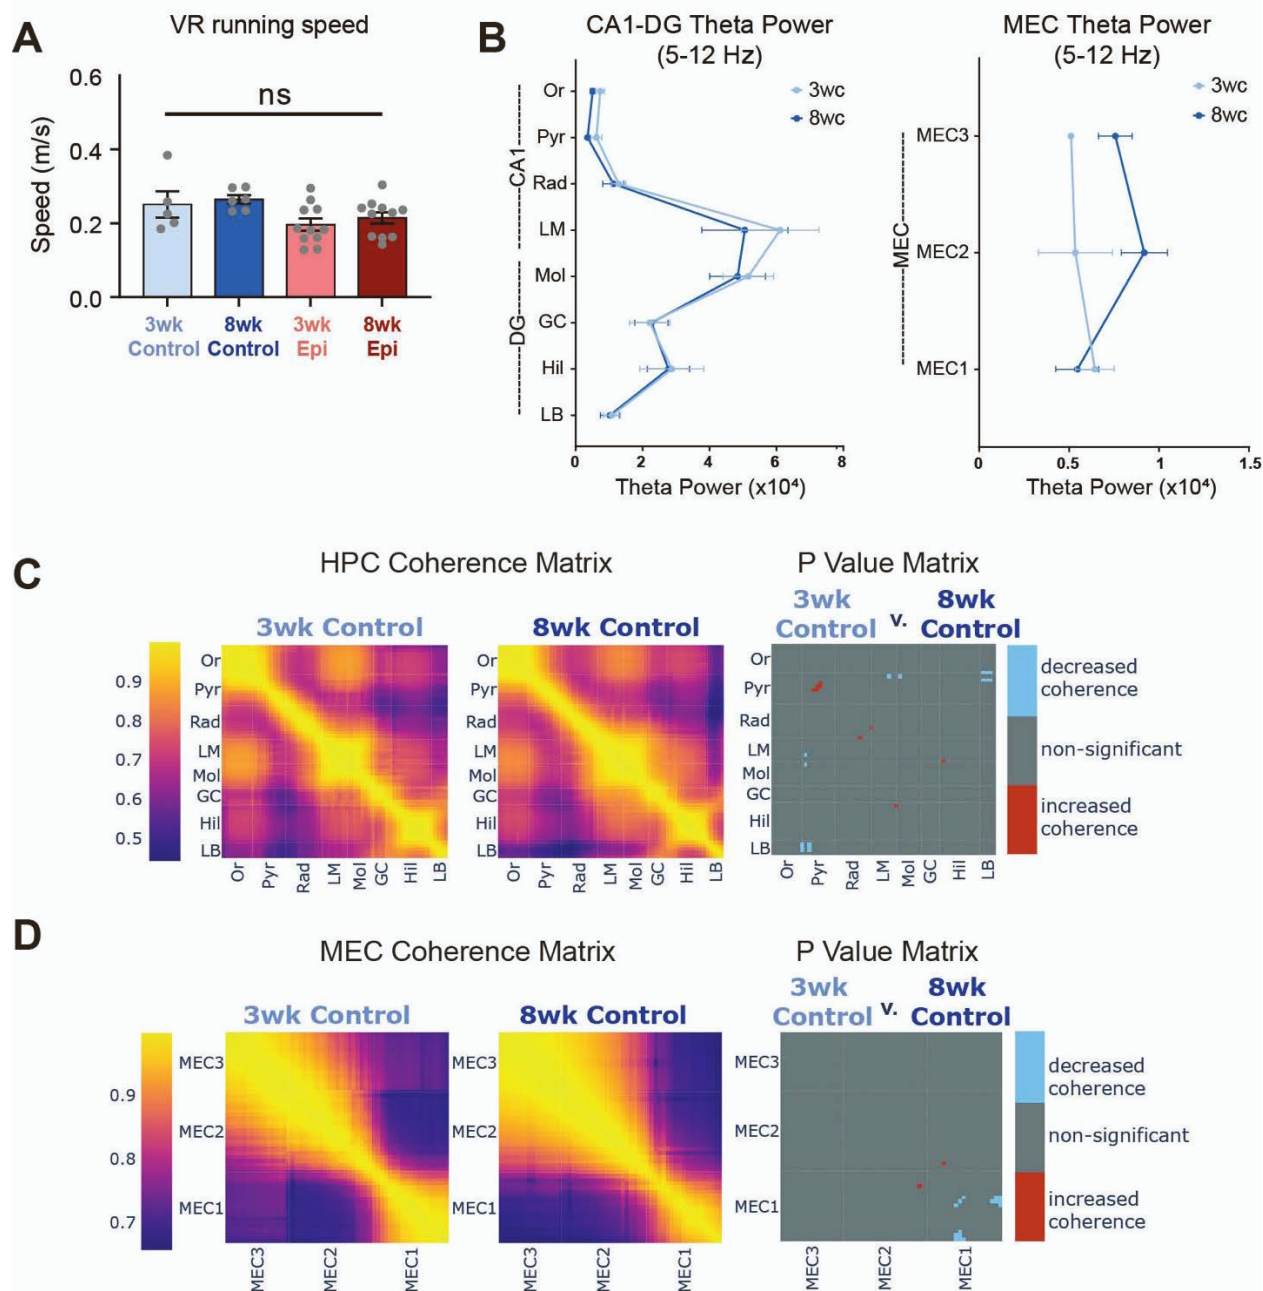 A
VR running speed
Speed (m/s)
0.6
0.4
0.2
0.0
ns
3wk Control
8wk Control
3wk Epi
8wk Epi
B
CA1-DG Theta Power
(5-12 Hz)
3wc
8wc
CA1
DG
Or
Pyr
Rad
LM
Mol
GC
Hil
LB
0 2 4 6 8
Theta Power (x10⁴)
MEC Theta Power
(5-12 Hz)
3wc
8wc
MEC
MEC3
MEC2
MEC1
0 0.5 1 1.5
Theta Power (x10⁴)
C
HPC Coherence Matrix
0.9
0.8
0.7
0.6
0.5
3wk Control
Or
Pyr
Rad
LM
Mol
GC
Hil
LB
Or Pyr Rad LM Mol GC Hil LB
8wk Control
Or
Pyr
Rad
LM
Mol
GC
Hil
LB
Or Pyr Rad LM Mol GC Hil LB
P Value Matrix
3wk Control v. 8wk Control
Or
Pyr
Rad
LM
Mol
GC
Hil
LB
Or Pyr Rad LM Mol GC Hil LB
decreased
coherence
non-significant
increased
coherence
D
MEC Coherence Matrix
0.9
0.8
0.7
3wk Control
MEC3
MEC2
MEC1
MEC3 MEC2 MEC1
8wk Control
MEC3
MEC2
MEC1
MEC3 MEC2 MEC1
P Value Matrix
3wk Control v. 8wk Control
MEC3
MEC2
MEC1
MEC3 MEC2 MEC1
decreased
coherence
non-significant
increased
coherence